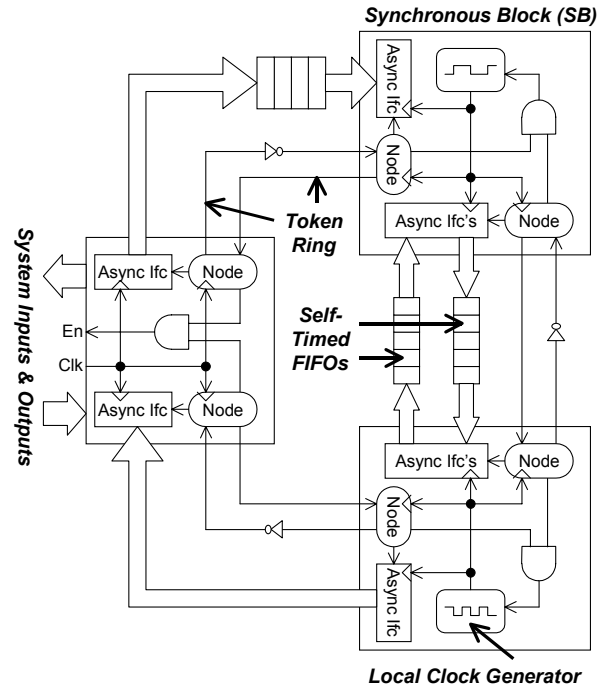 Synchronous Block (SB)
Async Ifc
Node
Async Ifc's
Node
Token
Ring
System Inputs & Outputs
Async Ifc
Node
En
Clk
Async Ifc
Node
Self-
Timed
FIFOs
Async Ifc's
Node
Node
Async Ifc
Local Clock Generator